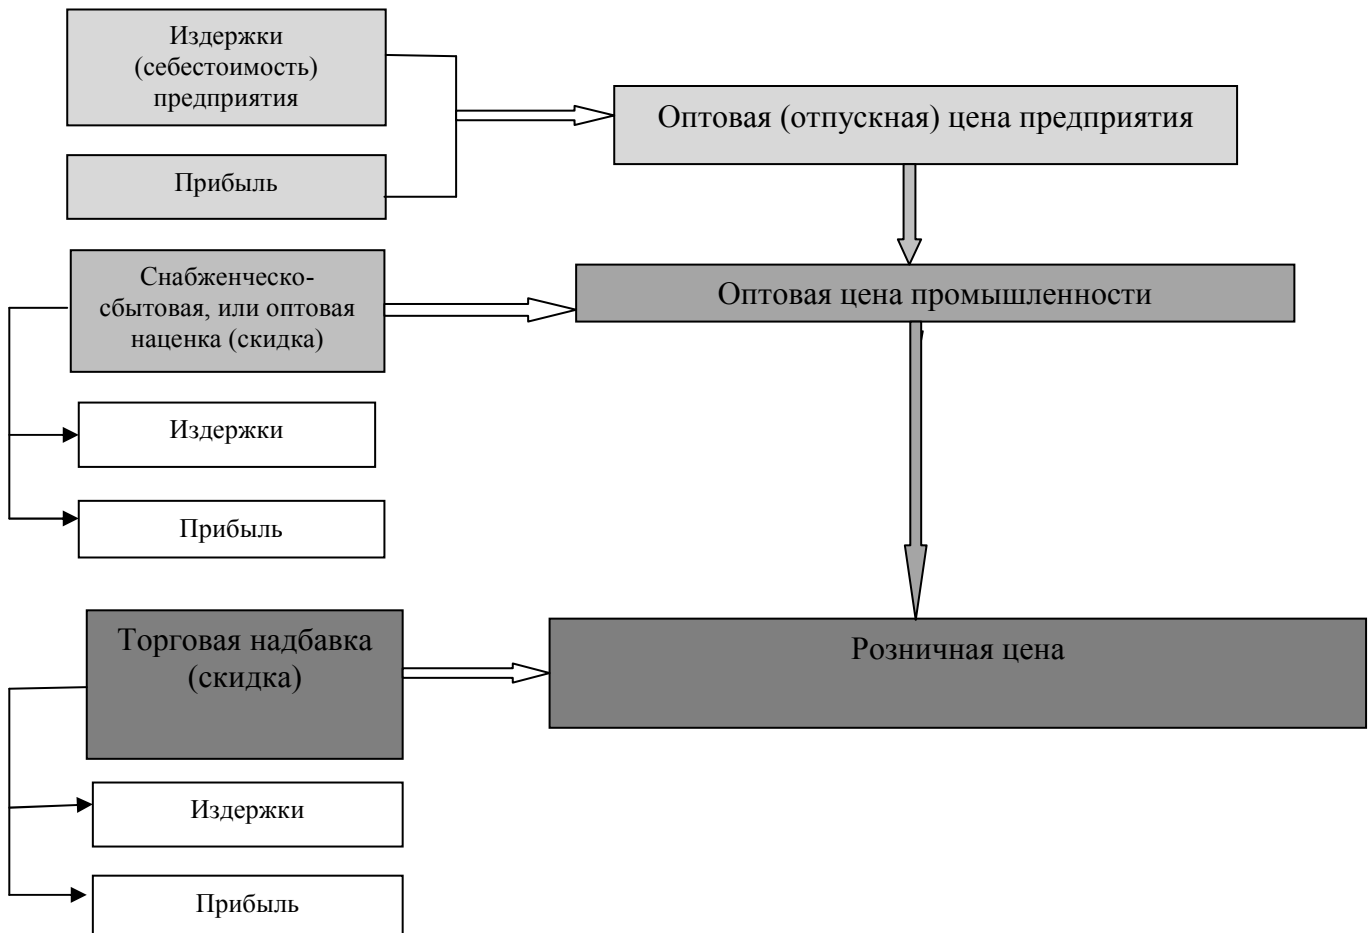 Издержки
(себестоимость)
предприятия
Оптовая (отпускная) цена предприятия
Прибыль
Снабженческо-
сбытовая, или оптовая
наценка (скидка)
Оптовая цена промышленности
Издержки
Прибыль
Торговая надбавка
(скидка)
Розничная цена
Издержки
Прибыль